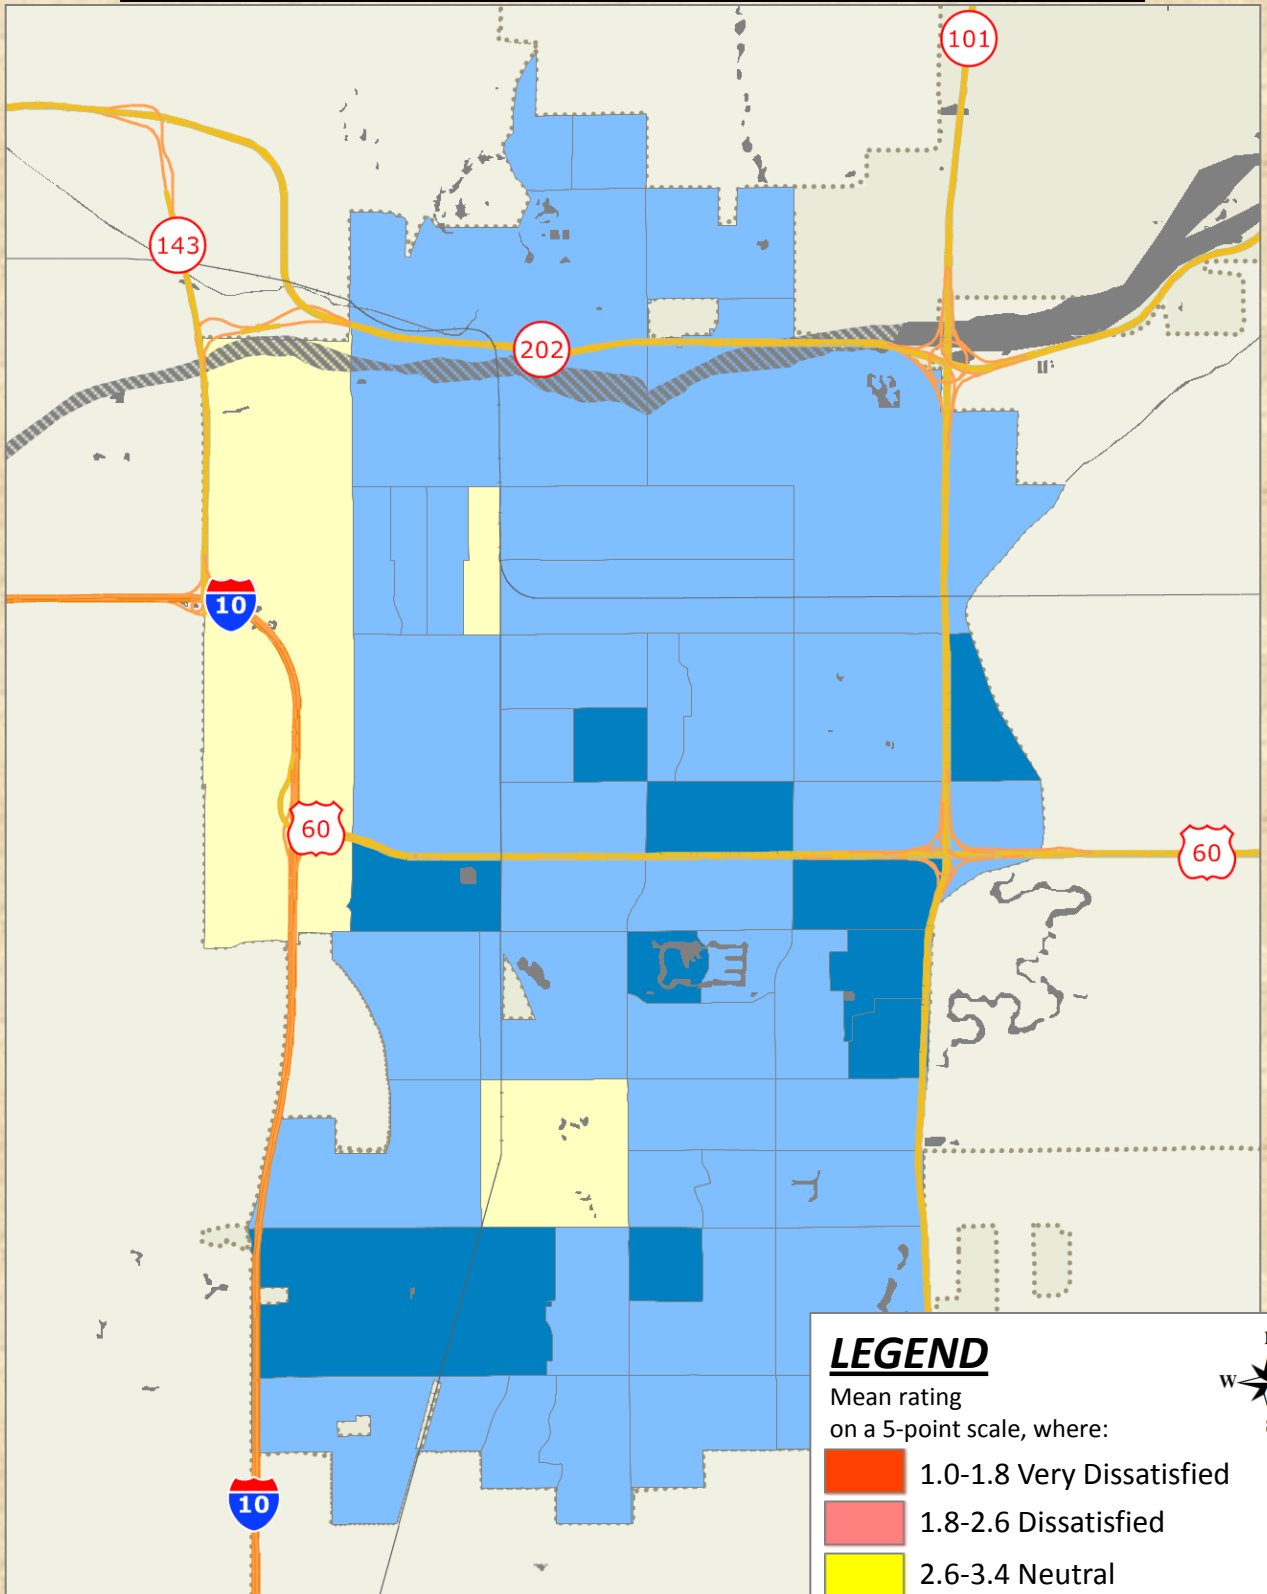 101
143
202
10
60
60
LEGEND
Mean rating
on a 5-point scale, where:
W
1.0-1.8 Very Dissatisfied
1.8-2.6 Dissatisfied
10
2.6-3.4 Neutral